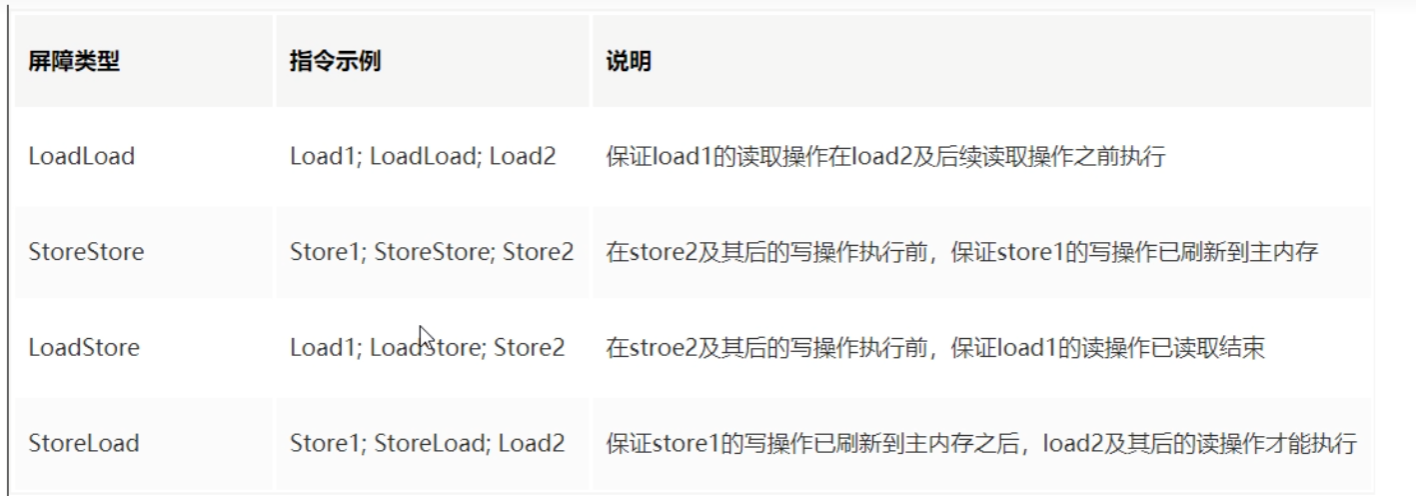 屏障类型 指令示例 说明
LoadLoad Load1; LoadLoad; Load2 保证load1的读取操作在load2及后续读取操作之前执行
StoreStore Store1; StoreStore; Store2 在store2及其后的写操作执行前，保证store1的写操作已刷新到主内存
LoadStore Load1; LoadStore; Store2 在stroe2及其后的写操作执行前，保证load1的读操作已读取结束
StoreLoad Store1; StoreLoad; Load2 保证store1的写操作已刷新到主内存之后，load2及其后的读操作才能执行